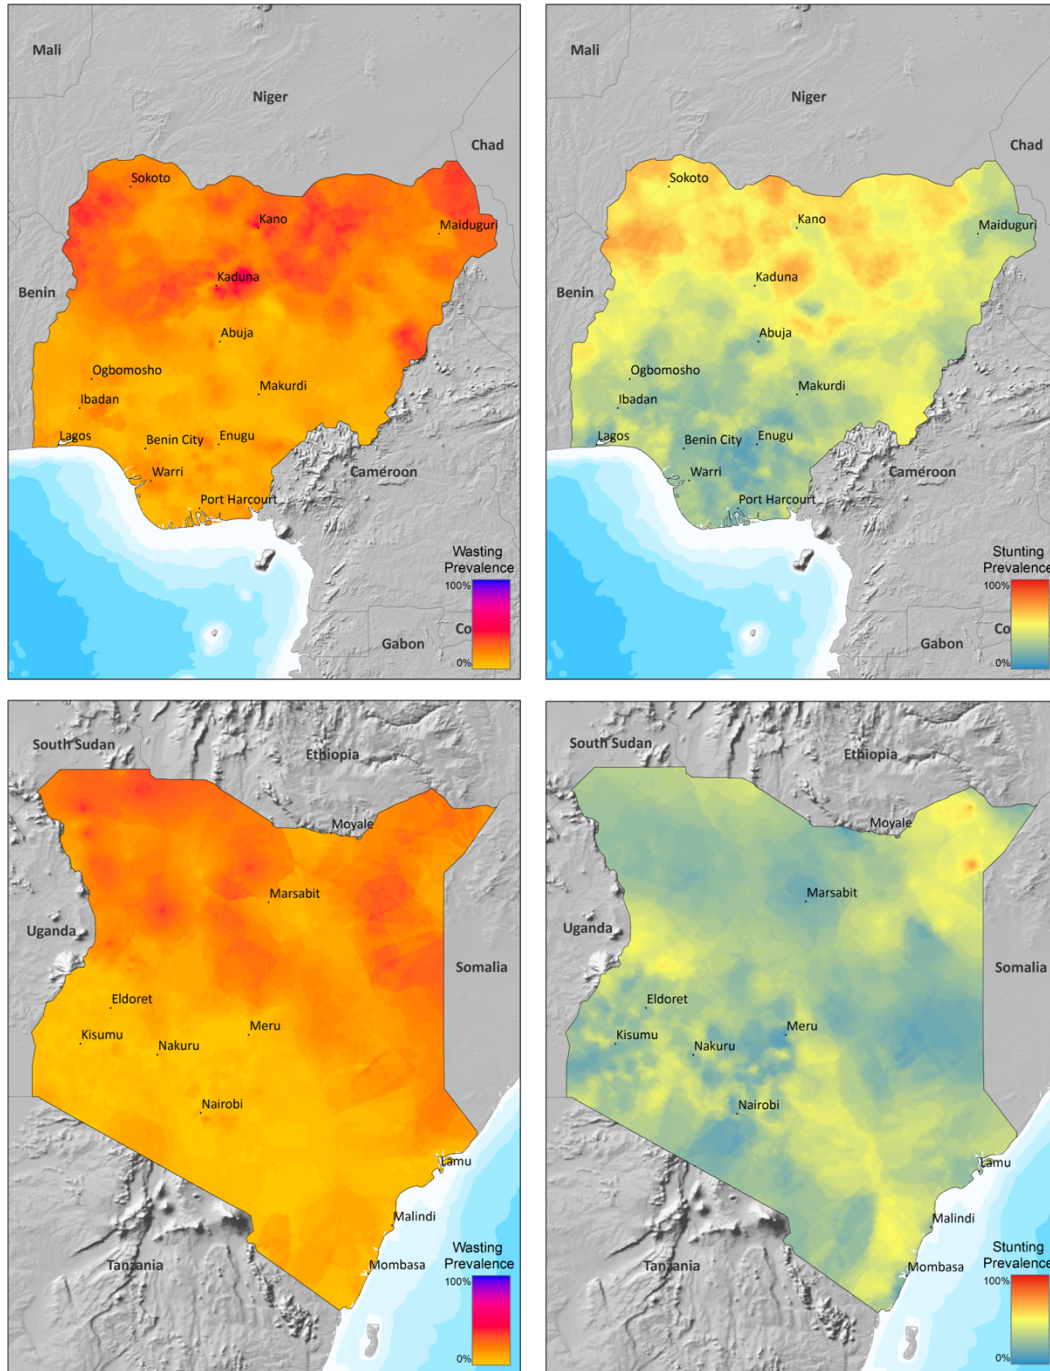 Mali
Niger
Chad
Sokoto
Kano
Maiduguri
Kaduna
Benin
Abuja
Ogbomosho
Makurdi
Ibadan
Lagos
Benin City
Enugu
Warri
Cameroon
Port Harcourt
Wasting
Prevalence
100%
0%
Co
Gabon
Mali
Niger
Chad
Sokoto
Kano
Maiduguri
Kaduna
Benin
Abuja
Ogbomosho
Makurdi
Ibadan
Lagos
Benin City
Enugu
Warri
Cameroon
Port Harcourt
Stunting
Prevalence
100%
0%
Co
Gabon
South Sudan
Ethiopia
Moyale
Marsabit
Uganda
Somalia
Eldoret
Kisumu
Meru
Nakuru
Nairobi
Lamu
Malindi
Tanzania
Mombasa
Wasting
Prevalence
100%
0%
South Sudan
Ethiopia
Moyale
Marsabit
Uganda
Somalia
Eldoret
Kisumu
Meru
Nakuru
Nairobi
Lamu
Malindi
Tanzania
Mombasa
Stunting
Prevalence
100%
0%